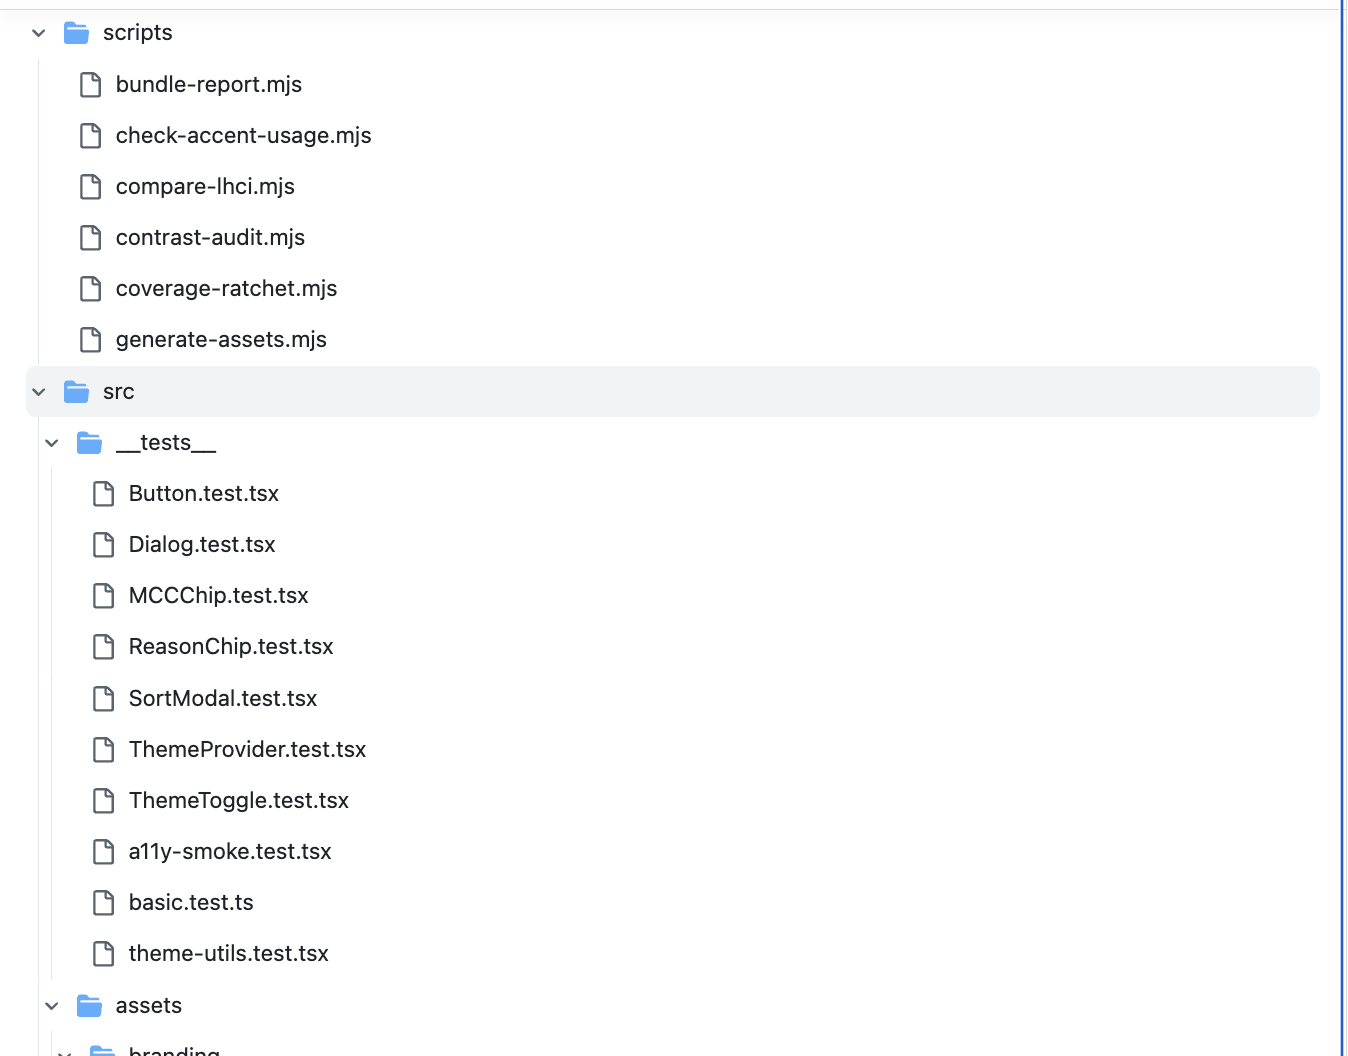 scripts
bundle-report.mjs
check-accent-usage.mjs
compare-lhci.mjs
contrast-audit.mjs
coverage-ratchet.mjs
generate-assets.mjs
src
__tests__
Button.test.tsx
Dialog.test.tsx
MCCChip.test.tsx
ReasonChip.test.tsx
SortModal.test.tsx
ThemeProvider.test.tsx
ThemeToggle.test.tsx
a11y-smoke.test.tsx
basic.test.ts
theme-utils.test.tsx
assets
branding